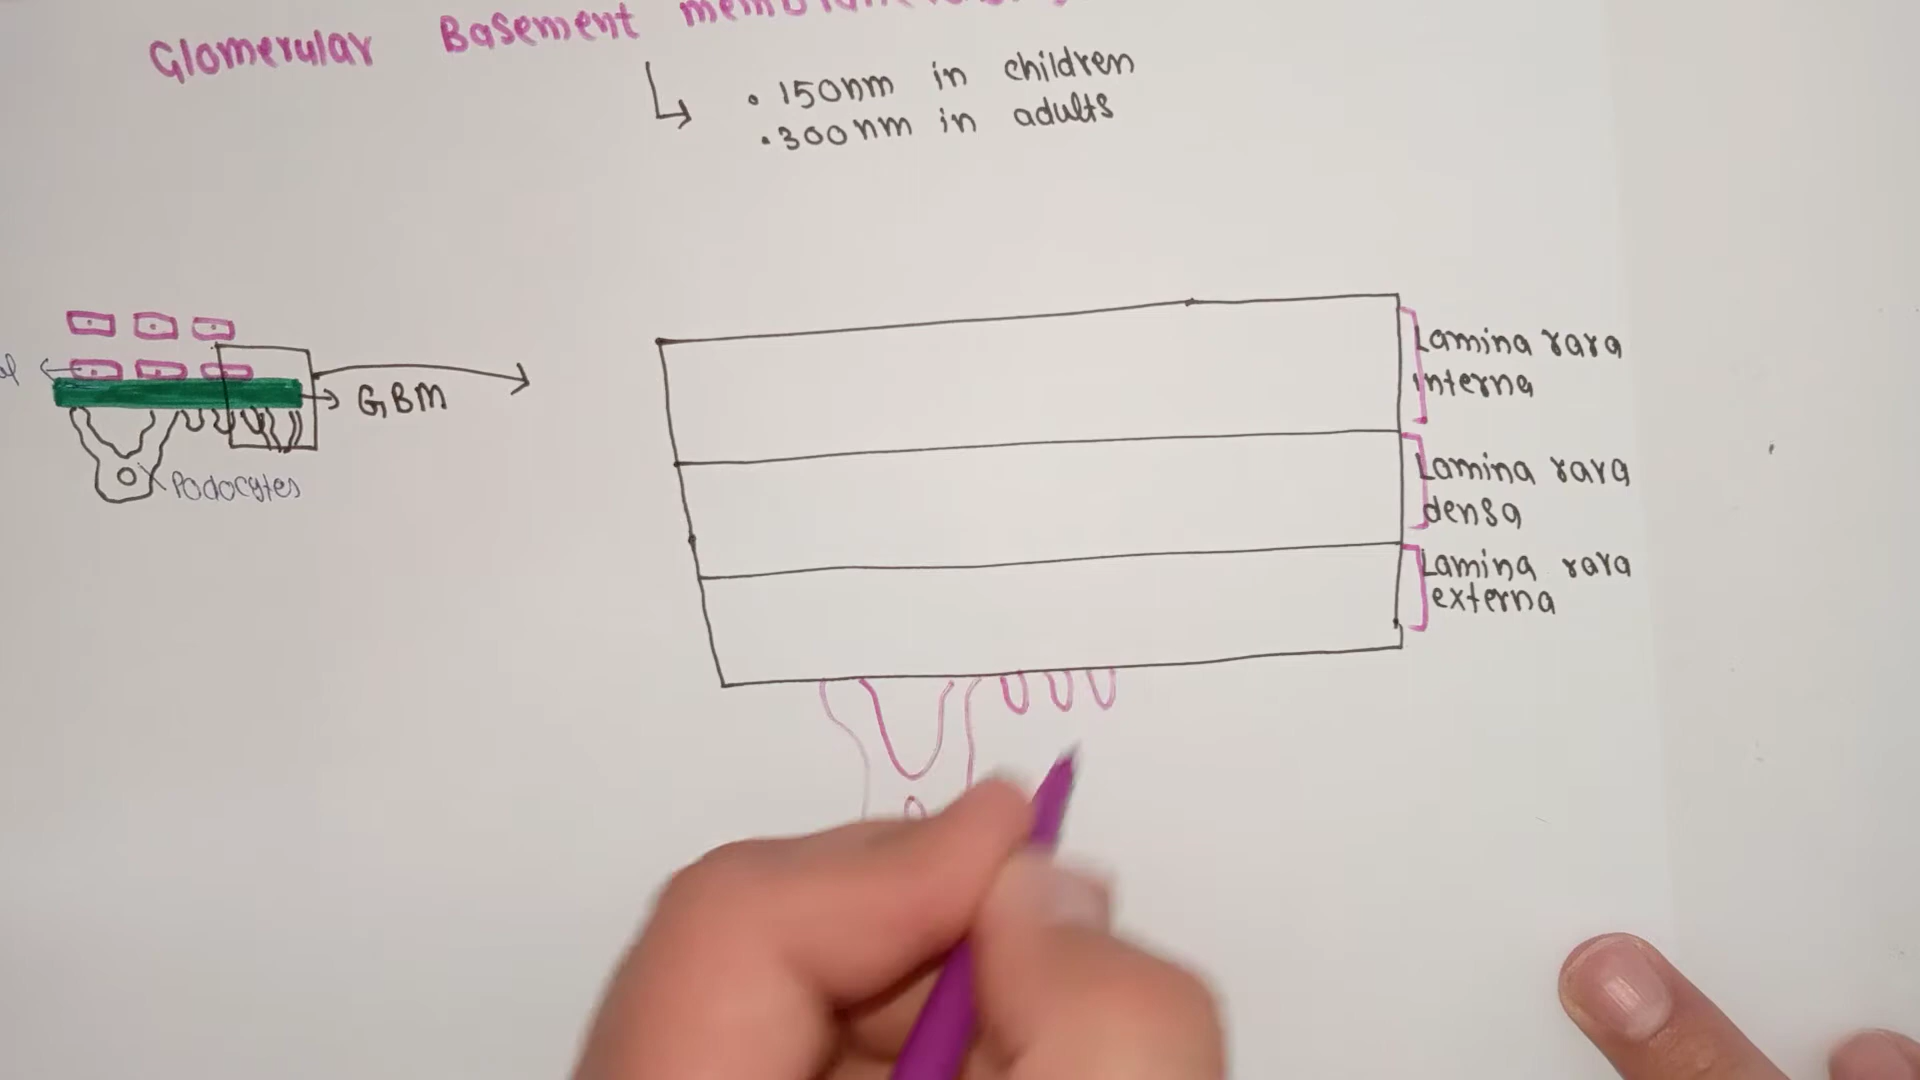 Glomerular Basement
. 150nm in children
. 300nm in adults
Lamina rara
interna
GBM
Lamina rara
densa
Podocytes
Lamina rara
externa